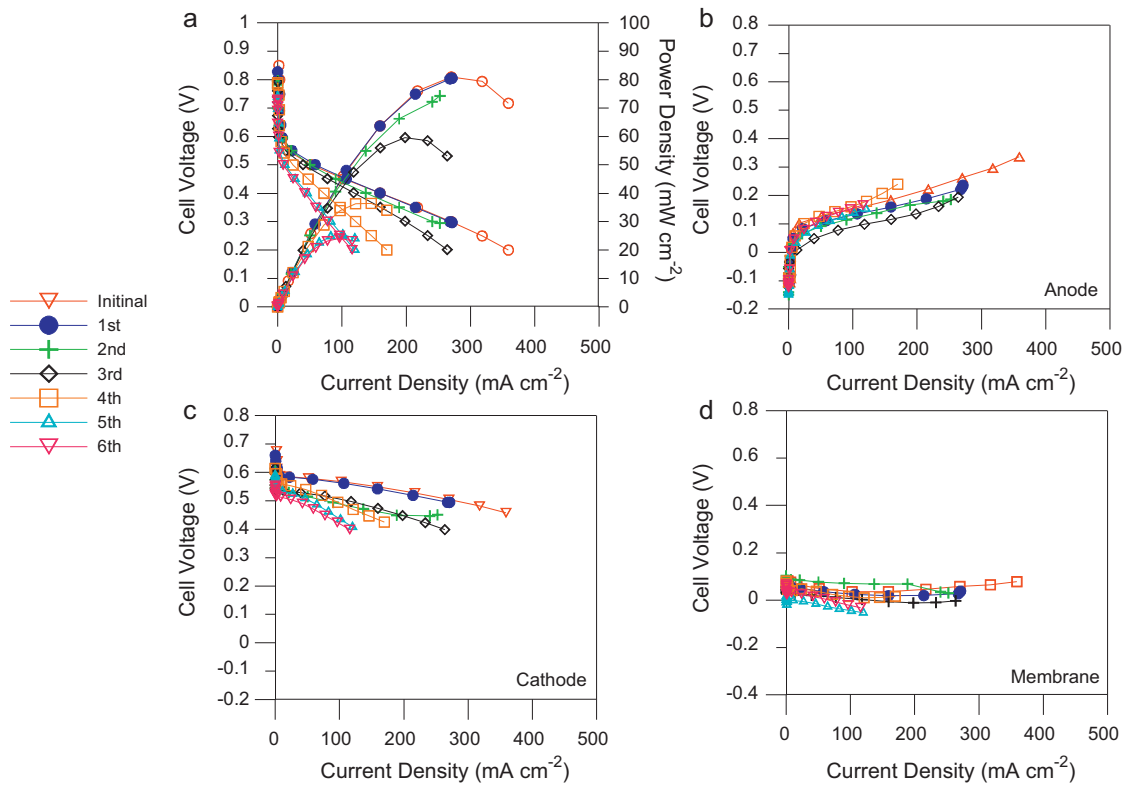 a
1
0.9
0.8
0.7
0.6
0.5
0.4
0.3
0.2
0.1
0
Cell Voltage (V)
100
90
80
70
60
50
40
30
20
10
0
Power Density (mW cm-2)
0 100 200 300 400 500
Current Density (mA cm-2)
b
0.8
0.7
0.6
0.5
0.4
0.3
0.2
0.1
0
-0.1
-0.2
Cell Voltage (V)
Anode
0 100 200 300 400 500
Current Density (mA cm-2)
Initinal
1st
2nd
3rd
4th
5th
6th
c
0.8
0.7
0.6
0.5
0.4
0.3
0.2
0.1
0
-0.1
-0.2
Cell Voltage (V)
Cathode
0 100 200 300 400 500
Current Density (mA cm-2)
d
0.8
0.6
0.4
0.2
0.0
-0.2
-0.4
Cell Voltage (V)
Membrane
0 100 200 300 400 500
Current Density (mA cm-2)